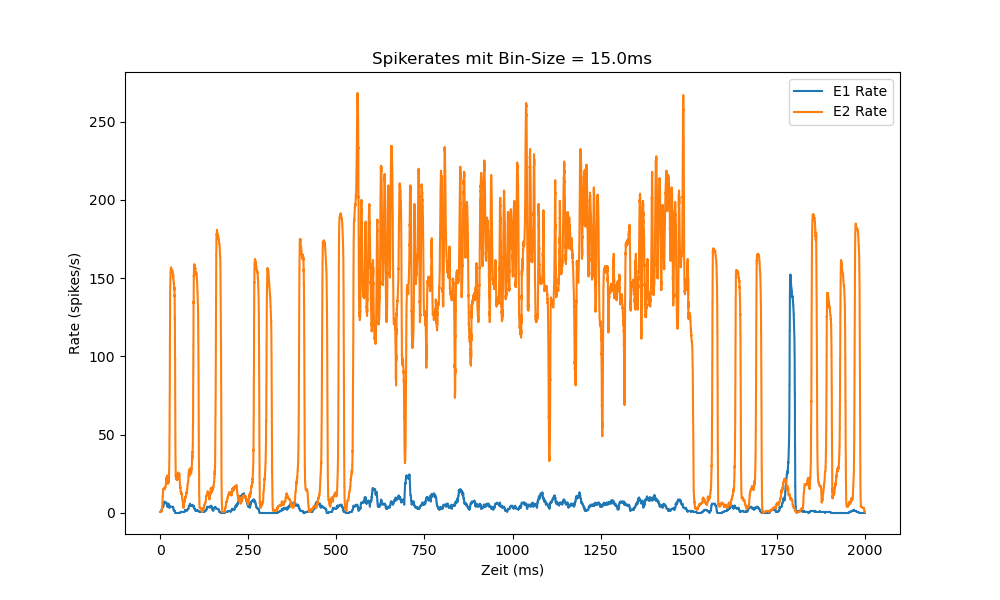 Spikerates mit Bin-Size = 15.0ms
E1 Rate
E2 Rate
250
200
150
100
50
0
Rate (spikes/s)
0 250 500 750 1000 1250 1500 1750 2000
Zeit (ms)